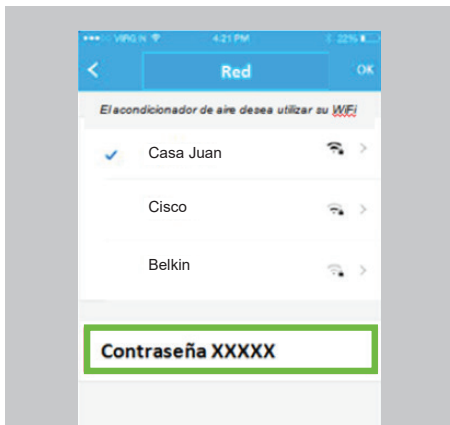 VIRGIN 4:21 PM 22%
Red OK
El acondicionador de aire desea utilizar su WiFi
Casa Juan
Cisco
Belkin
Contraseña XXXXX